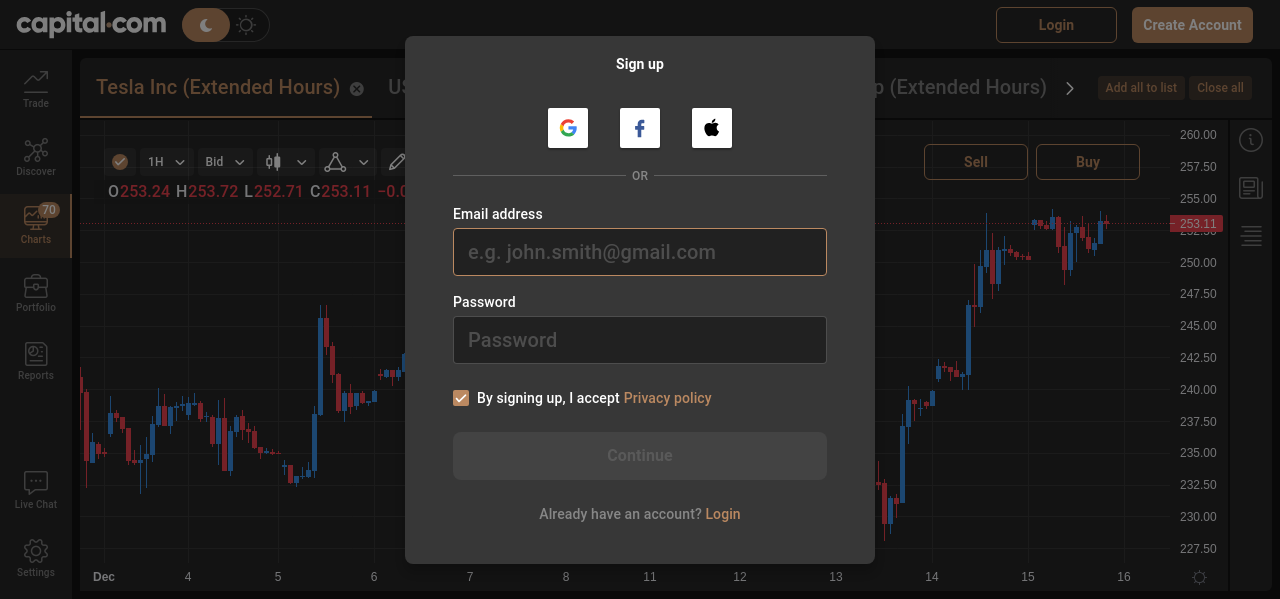 capital.com
Login
Create Account
Sign up
Tesla Inc (Extended Hours)
US
p (Extended Hours)
Add all to list
Close all
Trade
Discover
70
Charts
Portfolio
Reports
Live Chat
Settings
1H
Bid
Sell
Buy
O253.24 H253.72 L252.71 C253.11 −0.0
OR
Email address
e.g. john.smith@gmail.com
Password
Password
By signing up, I accept Privacy policy
Continue
Already have an account? Login
260.00
257.50
255.00
253.11
252.50
250.00
247.50
245.00
242.50
240.00
237.50
235.00
232.50
230.00
227.50
Dec 4 5 6 7 8 11 12 13 14 15 16